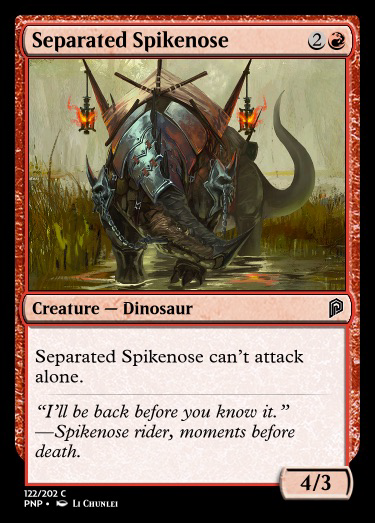 Separated Spikenose 2
Creature — Dinosaur
Separated Spikenose can't attack
alone.
"I'll be back before you know it."
—Spikenose rider, moments before
death.
4/3
122/202 C
PNP • Li Chunlei